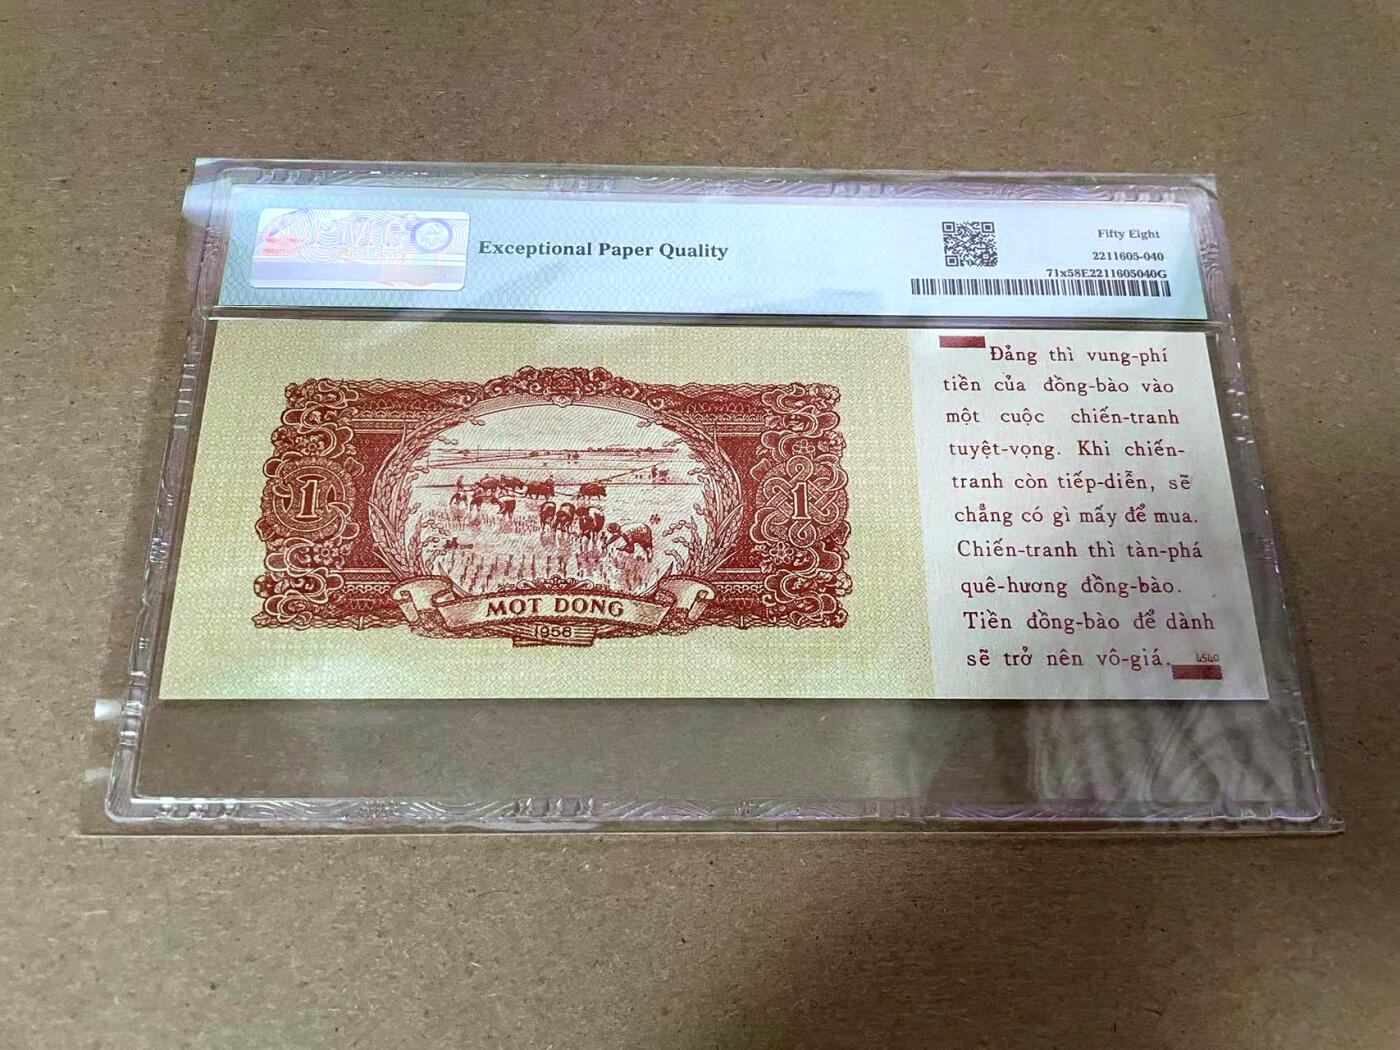 PMG
Exceptional Paper Quality
Fifty Eight
2211605-040
71x58E2211605040G
Đảng thì vung-phí
tiền của đồng-bào vào
một cuộc chiến-tranh
tuyệt-vọng. Khi chiến-
tranh còn tiếp-diễn, sẽ
chẳng có gì mấy để mua.
Chiến-tranh thì tàn-phá
quê-hương đồng-bào.
Tiền đồng-bào để dành
sẽ trở nên vô-giá.
4540
1
1
MỘT DONG
1958